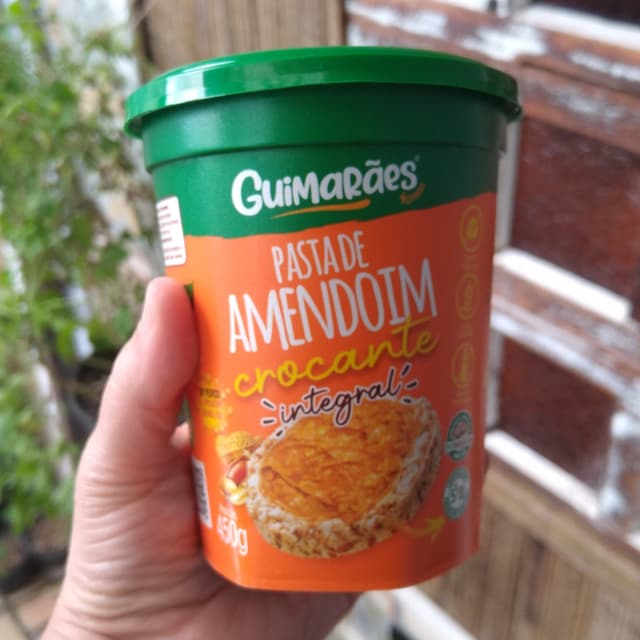 Guimarães
PASTA DE
AMENDOIM
crocante
integral
450g